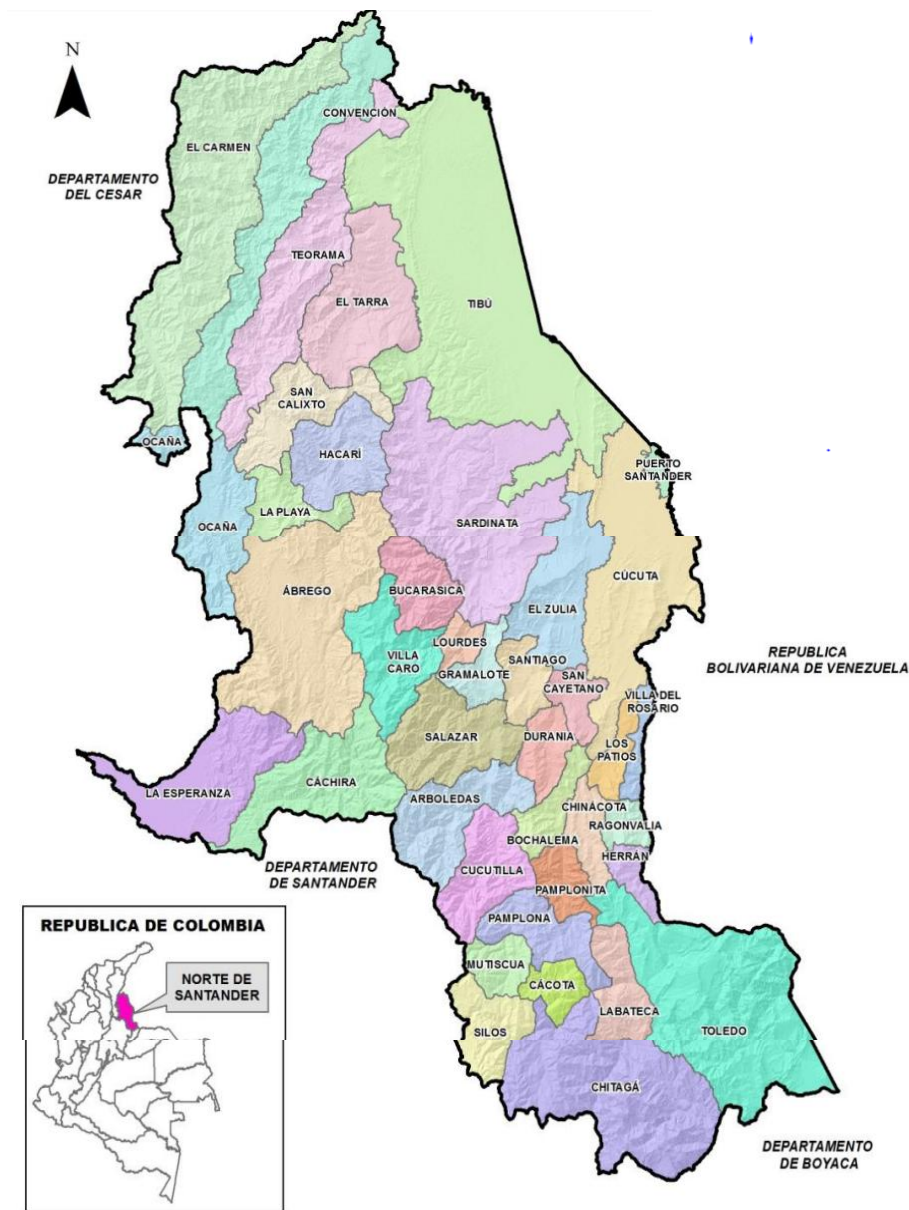 N
CONVENCIÓN
EL CARMEN
DEPARTAMENTO
DEL CESAR
TEORAMA
EL TARRA
TIBÚ
SAN
CALIXTO
OCAÑA
HACARÍ
PUERTO
SANTANDER
LA PLAYA
OCAÑA
SARDINATA
ÁBREGO
BUCARASICA
CÚCUTA
EL ZULIA
LOURDES
VILLA
CARO
GRAMALOTE
SANTIAGO
REPUBLICA
BOLIVARIANA DE VENEZUELA
SAN
CAYETANO
VILLA DEL
ROSARIO
SALAZAR
DURANIA
LOS
PATIOS
CÁCHIRA
LA ESPERANZA
ARBOLEDAS
CHINÁCOTA
RAGONVALIA
BOCHALEMA
HERRÁN
DEPARTAMENTO
DE SANTANDER
CUCUTILLA
PAMPLONITA
PAMPLONA
REPUBLICA DE COLOMBIA
NORTE DE
SANTANDER
MUTISCUA
CÁCOTA
LABATECA
SILOS
TOLEDO
CHITAGÁ
DEPARTAMENTO
DE BOYACA